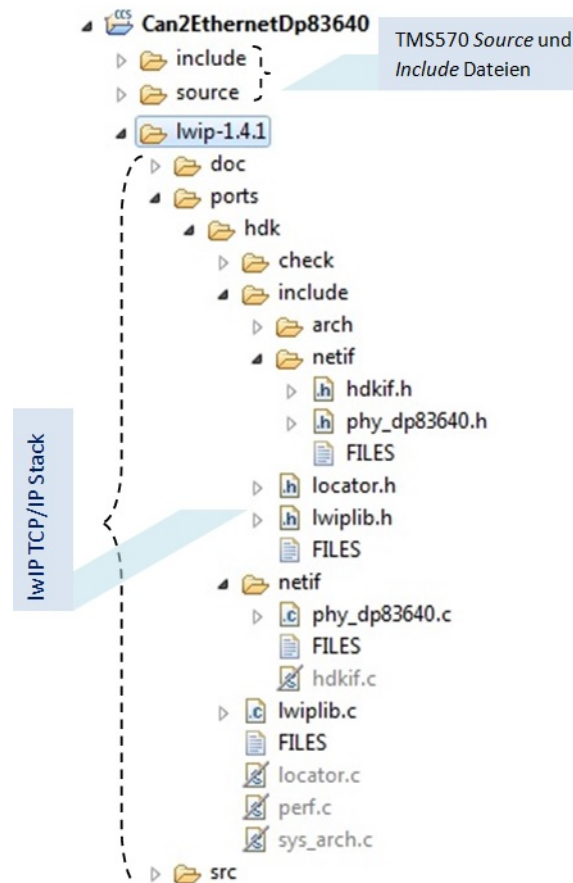 CCS
Can2EthernetDp83640
include
source
TMS570 Source und
Include Dateien
lwip-1.4.1
doc
ports
hdk
check
include
arch
netif
.h hdkif.h
.h phy_dp83640.h
FILES
.h locator.h
.h lwiplib.h
FILES
netif
.c phy_dp83640.c
FILES
hdkif.c
.c lwiplib.c
FILES
locator.c
perf.c
sys_arch.c
src
lwIP TCP/IP Stack